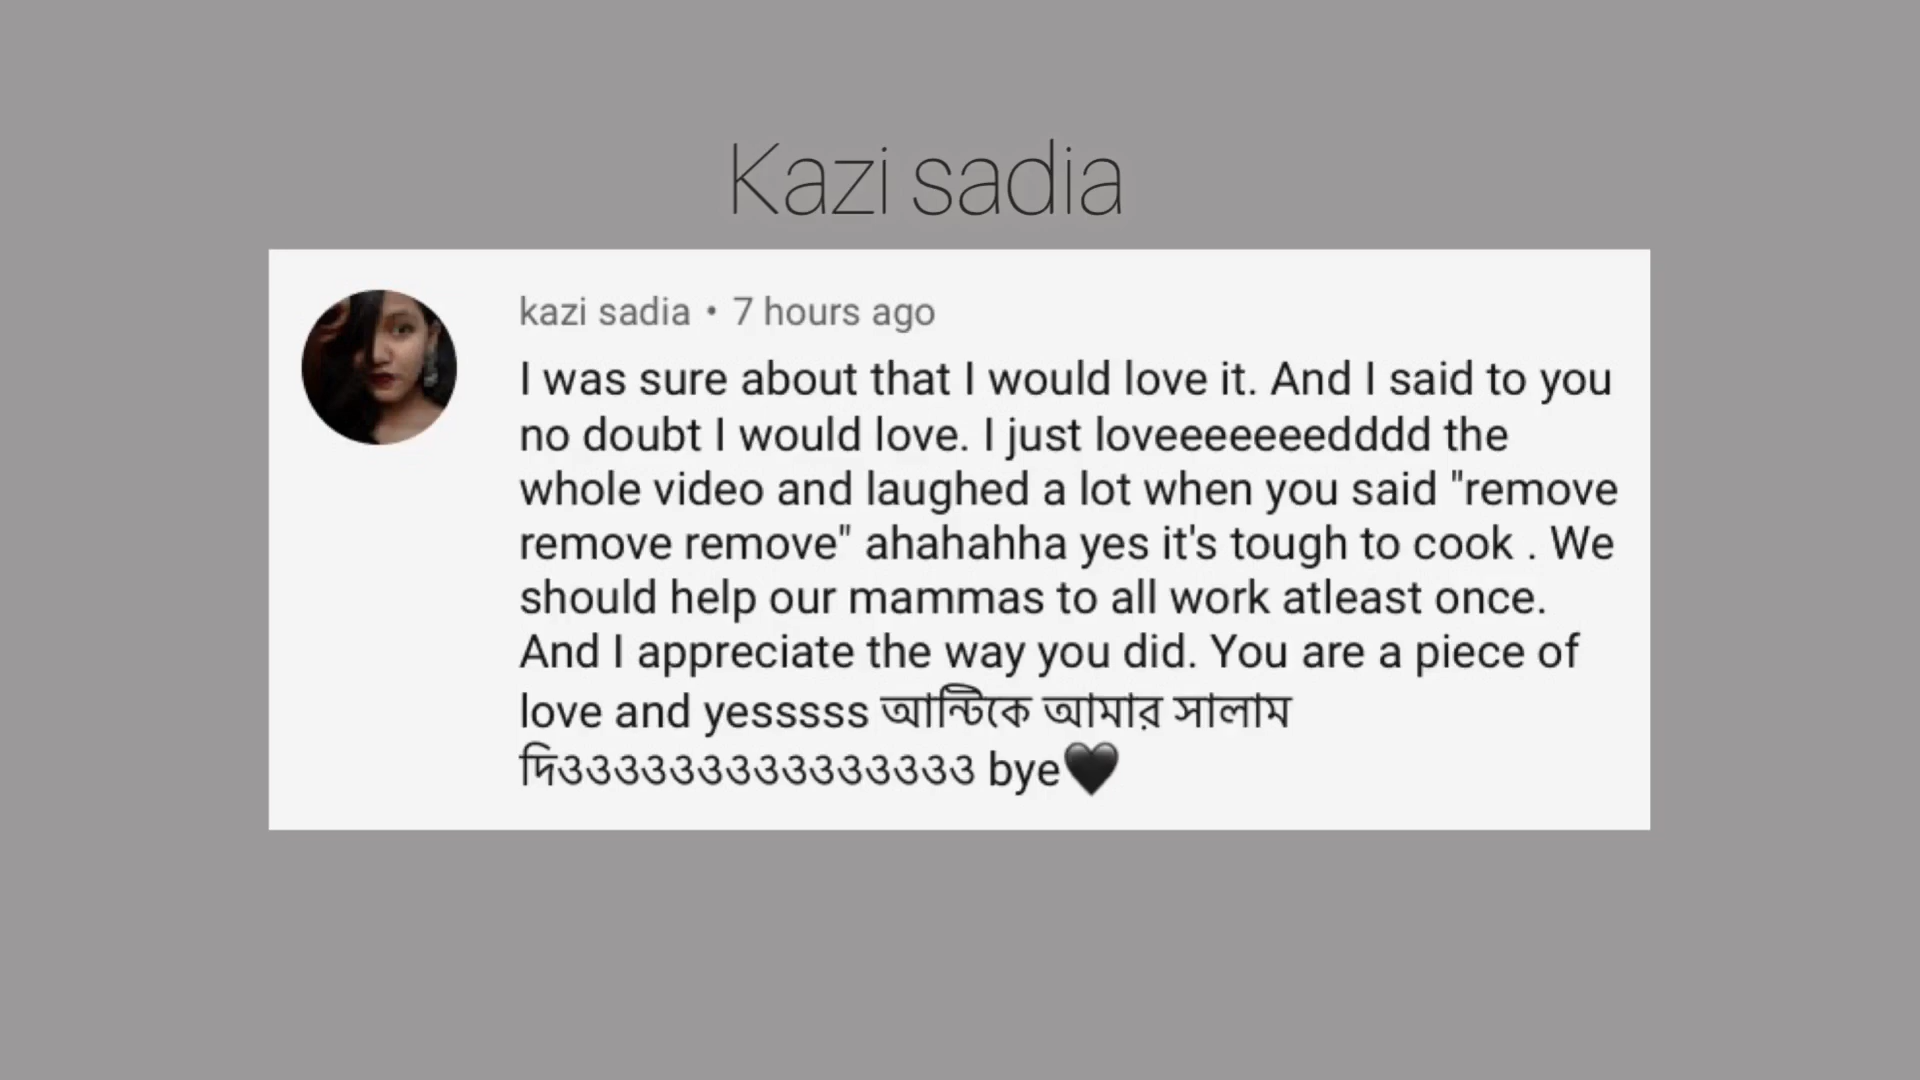 Kazi sadia
kazi sadia • 7 hours ago
I was sure about that I would love it. And I said to you
no doubt I would love. I just loveeeeeeedddd the
whole video and laughed a lot when you said "remove
remove remove" ahahahha yes it's tough to cook . We
should help our mammas to all work atleast once.
And I appreciate the way you did. You are a piece of
love and yesssss আন্টিকে আমার সালাম
দিওওওওওওওওওওওওওওও bye🖤